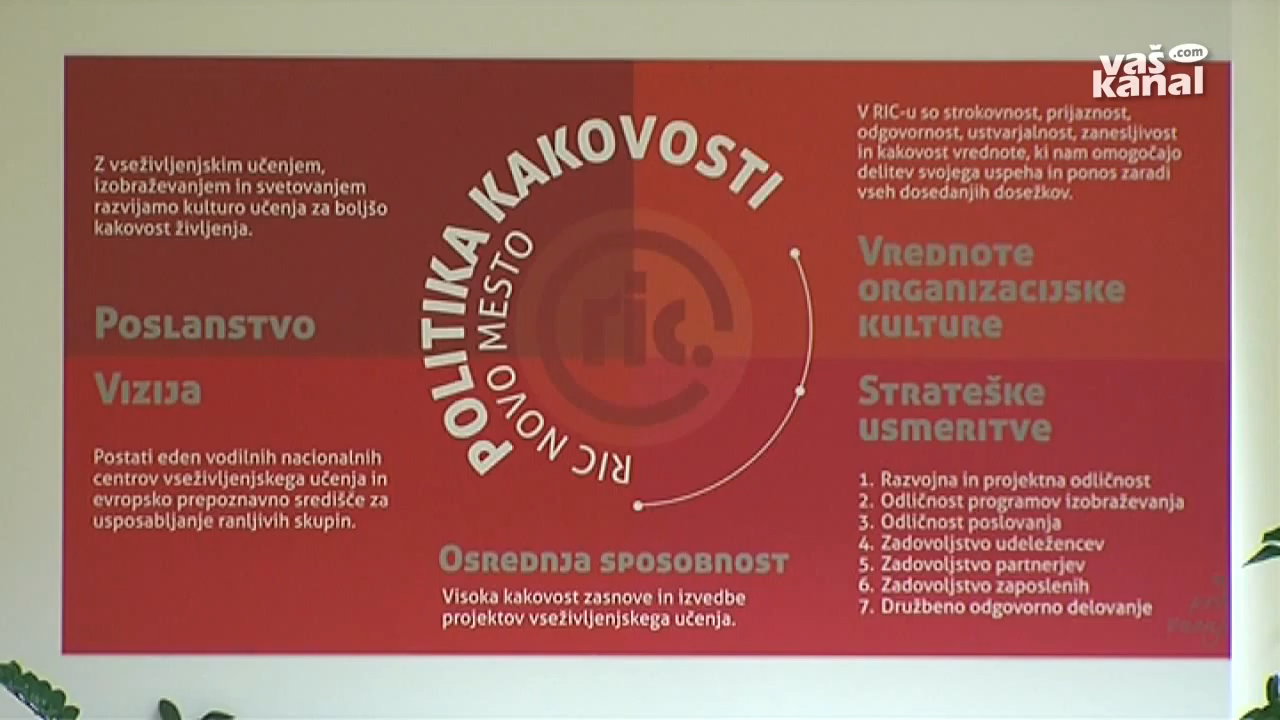 vaš
.com
kanal
Z vseživljenjskim učenjem,
izobraževanjem in svetovanjem
razvijamo kulturo učenja za boljšo
kakovost življenja.
Poslanstvo
Vizija
Postati eden vodilnih nacionalnih
centrov vseživljenjskega učenja in
evropsko prepoznavno središče za
usposabljanje ranljivih skupin.
POLITIKA KAKOVOSTI
RIC NOVO MESTO
ric.
Osrednja sposobnost
Visoka kakovost zasnove in izvedbe
projektov vseživljenjskega učenja.
V RIC-u so strokovnost, prijaznost,
odgovornost, ustvarjalnost, zanesljivost
in kakovost vrednote, ki nam omogočajo
delitev svojega uspeha in ponos zaradi
vseh dosedanjih dosežkov.
Vrednote
organizacijske
kulture
Strateške
usmeritve
1. Razvojna in projektna odličnost
2. Odličnost programov izobraževanja
3. Odličnost poslovanja
4. Zadovoljstvo udeležencev
5. Zadovoljstvo partnerjev
6. Zadovoljstvo zaposlenih
7. Družbeno odgovorno delovanje